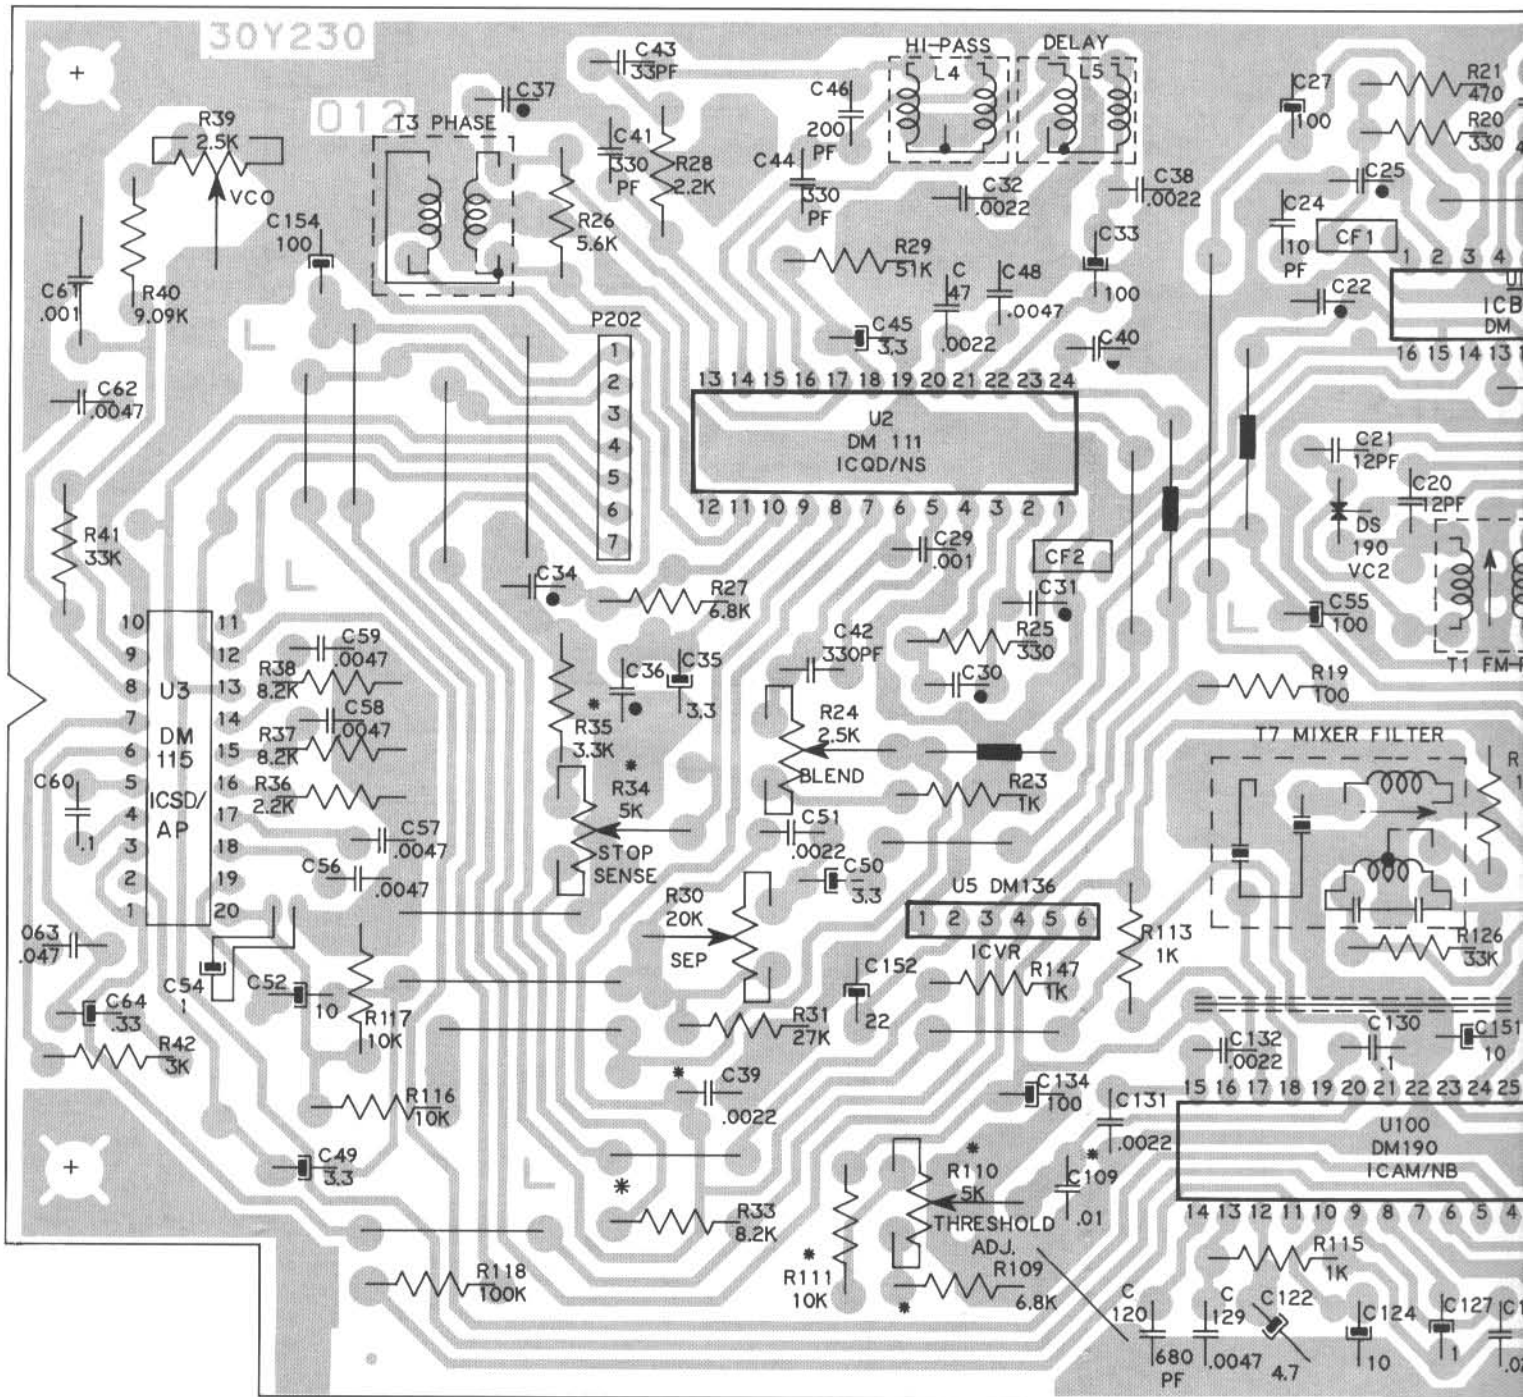 30Y230
012
C43
33PF
HI-PASS
L4
DELAY
L5
C37
C46
200
PF
C27
100
R21
470
R20
330
R39
2.5K
VCO
T3 PHASE
C41
330
PF
R28
2.2K
C44
330
PF
C32
.0022
C38
.0022
C25
C24
10
PF
CF1
C154
100
R26
5.6K
R29
51K
C33
100
C
47
.0022
C48
.0047
C61
.001
R40
9.09K
C22
1 2 3 4
U1
ICB
DM
16 15 14 13
P202
1
2
3
4
5
6
7
C45
3.3
C40
C62
.0047
13 14 15 16 17 18 19 20 21 22 23 24
U2
DM 111
ICQD/NS
12 11 10 9 8 7 6 5 4 3 2 1
C21
12PF
C20
12PF
DS
190
VC2
R41
33K
C29
.001
CF2
C34
R27
6.8K
C31
C55
100
T1 FM-
10
9
8
7
6
5
4
3
2
1
U3
DM
115
ICSD/
AP
11
12
13
14
15
16
17
18
19
20
C59
.0047
R38
8.2K
C58
.0047
R37
8.2K
R36
2.2K
C57
.0047
C56
.0047
C60
.1
C36
C35
3.3
* R35
3.3K
* R34
5K
STOP
SENSE
C42
330PF
R25
330
C30
R24
2.5K
BLEND
R23
1K
R19
100
T7 MIXER FILTER
R
1
C51
.0022
C50
3.3
U5 DM136
1 2 3 4 5 6
ICVR
R30
20K
SEP
R113
1K
R126
33K
063
.047
C64
.33
C54
1
C52
10
R117
10K
C152
22
R147
1K
R31
27K
R42
3K
C132
.0022
C130
.1
C151
10
R116
10K
* C39
.0022
C134
100
C131
.0022
15 16 17 18 19 20 21 22 23 24 25
U100
DM190
ICAM/NB
14 13 12 11 10 9 8 7 6 5 4
C49
3.3
*
* R110
5K
THRESHOLD
ADJ.
* C109
.01
R33
8.2K
R118
100K
* R111
10K
R109
6.8K
*
R115
1K
C
120
680
PF
C
129
.0047
C122
4.7
C124
10
C127
1